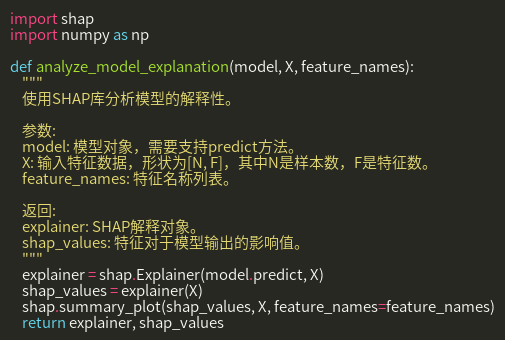 import shap
import numpy as np

def analyze_model_explanation(model, X, feature_names):
    """
    使用SHAP库分析模型的解释性。

    参数:
    model: 模型对象，需要支持predict方法。
    X: 输入特征数据，形状为[N, F]，其中N是样本数，F是特征数。
    feature_names: 特征名称列表。

    返回:
    explainer: SHAP解释对象。
    shap_values: 特征对于模型输出的影响值。
    """
    explainer = shap.Explainer(model.predict, X)
    shap_values = explainer(X)
    shap.summary_plot(shap_values, X, feature_names=feature_names)
    return explainer, shap_values